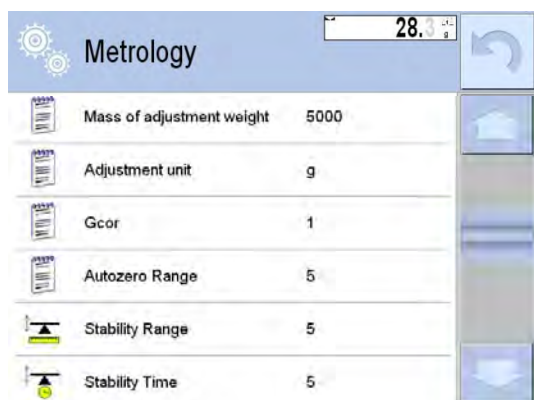 Metrology
28.3 g
Mass of adjustment weight 5000
Adjustment unit g
Gcor 1
Autozero Range 5
Stability Range 5
Stability Time 5